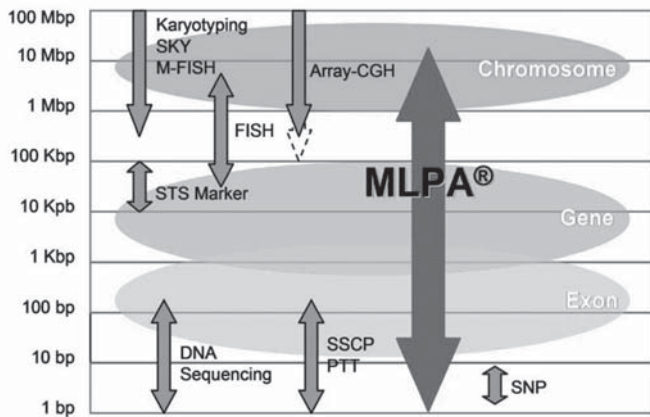 100 Mbp
10 Mbp
1 Mbp
100 Kbp
10 Kpb
1 Kbp
100 bp
10 bp
1 bp
Karyotyping
SKY
M-FISH
Array-CGH
Chromosome
FISH
STS Marker
MLPA®
Gene
Exon
DNA
Sequencing
SSCP
PTT
SNP